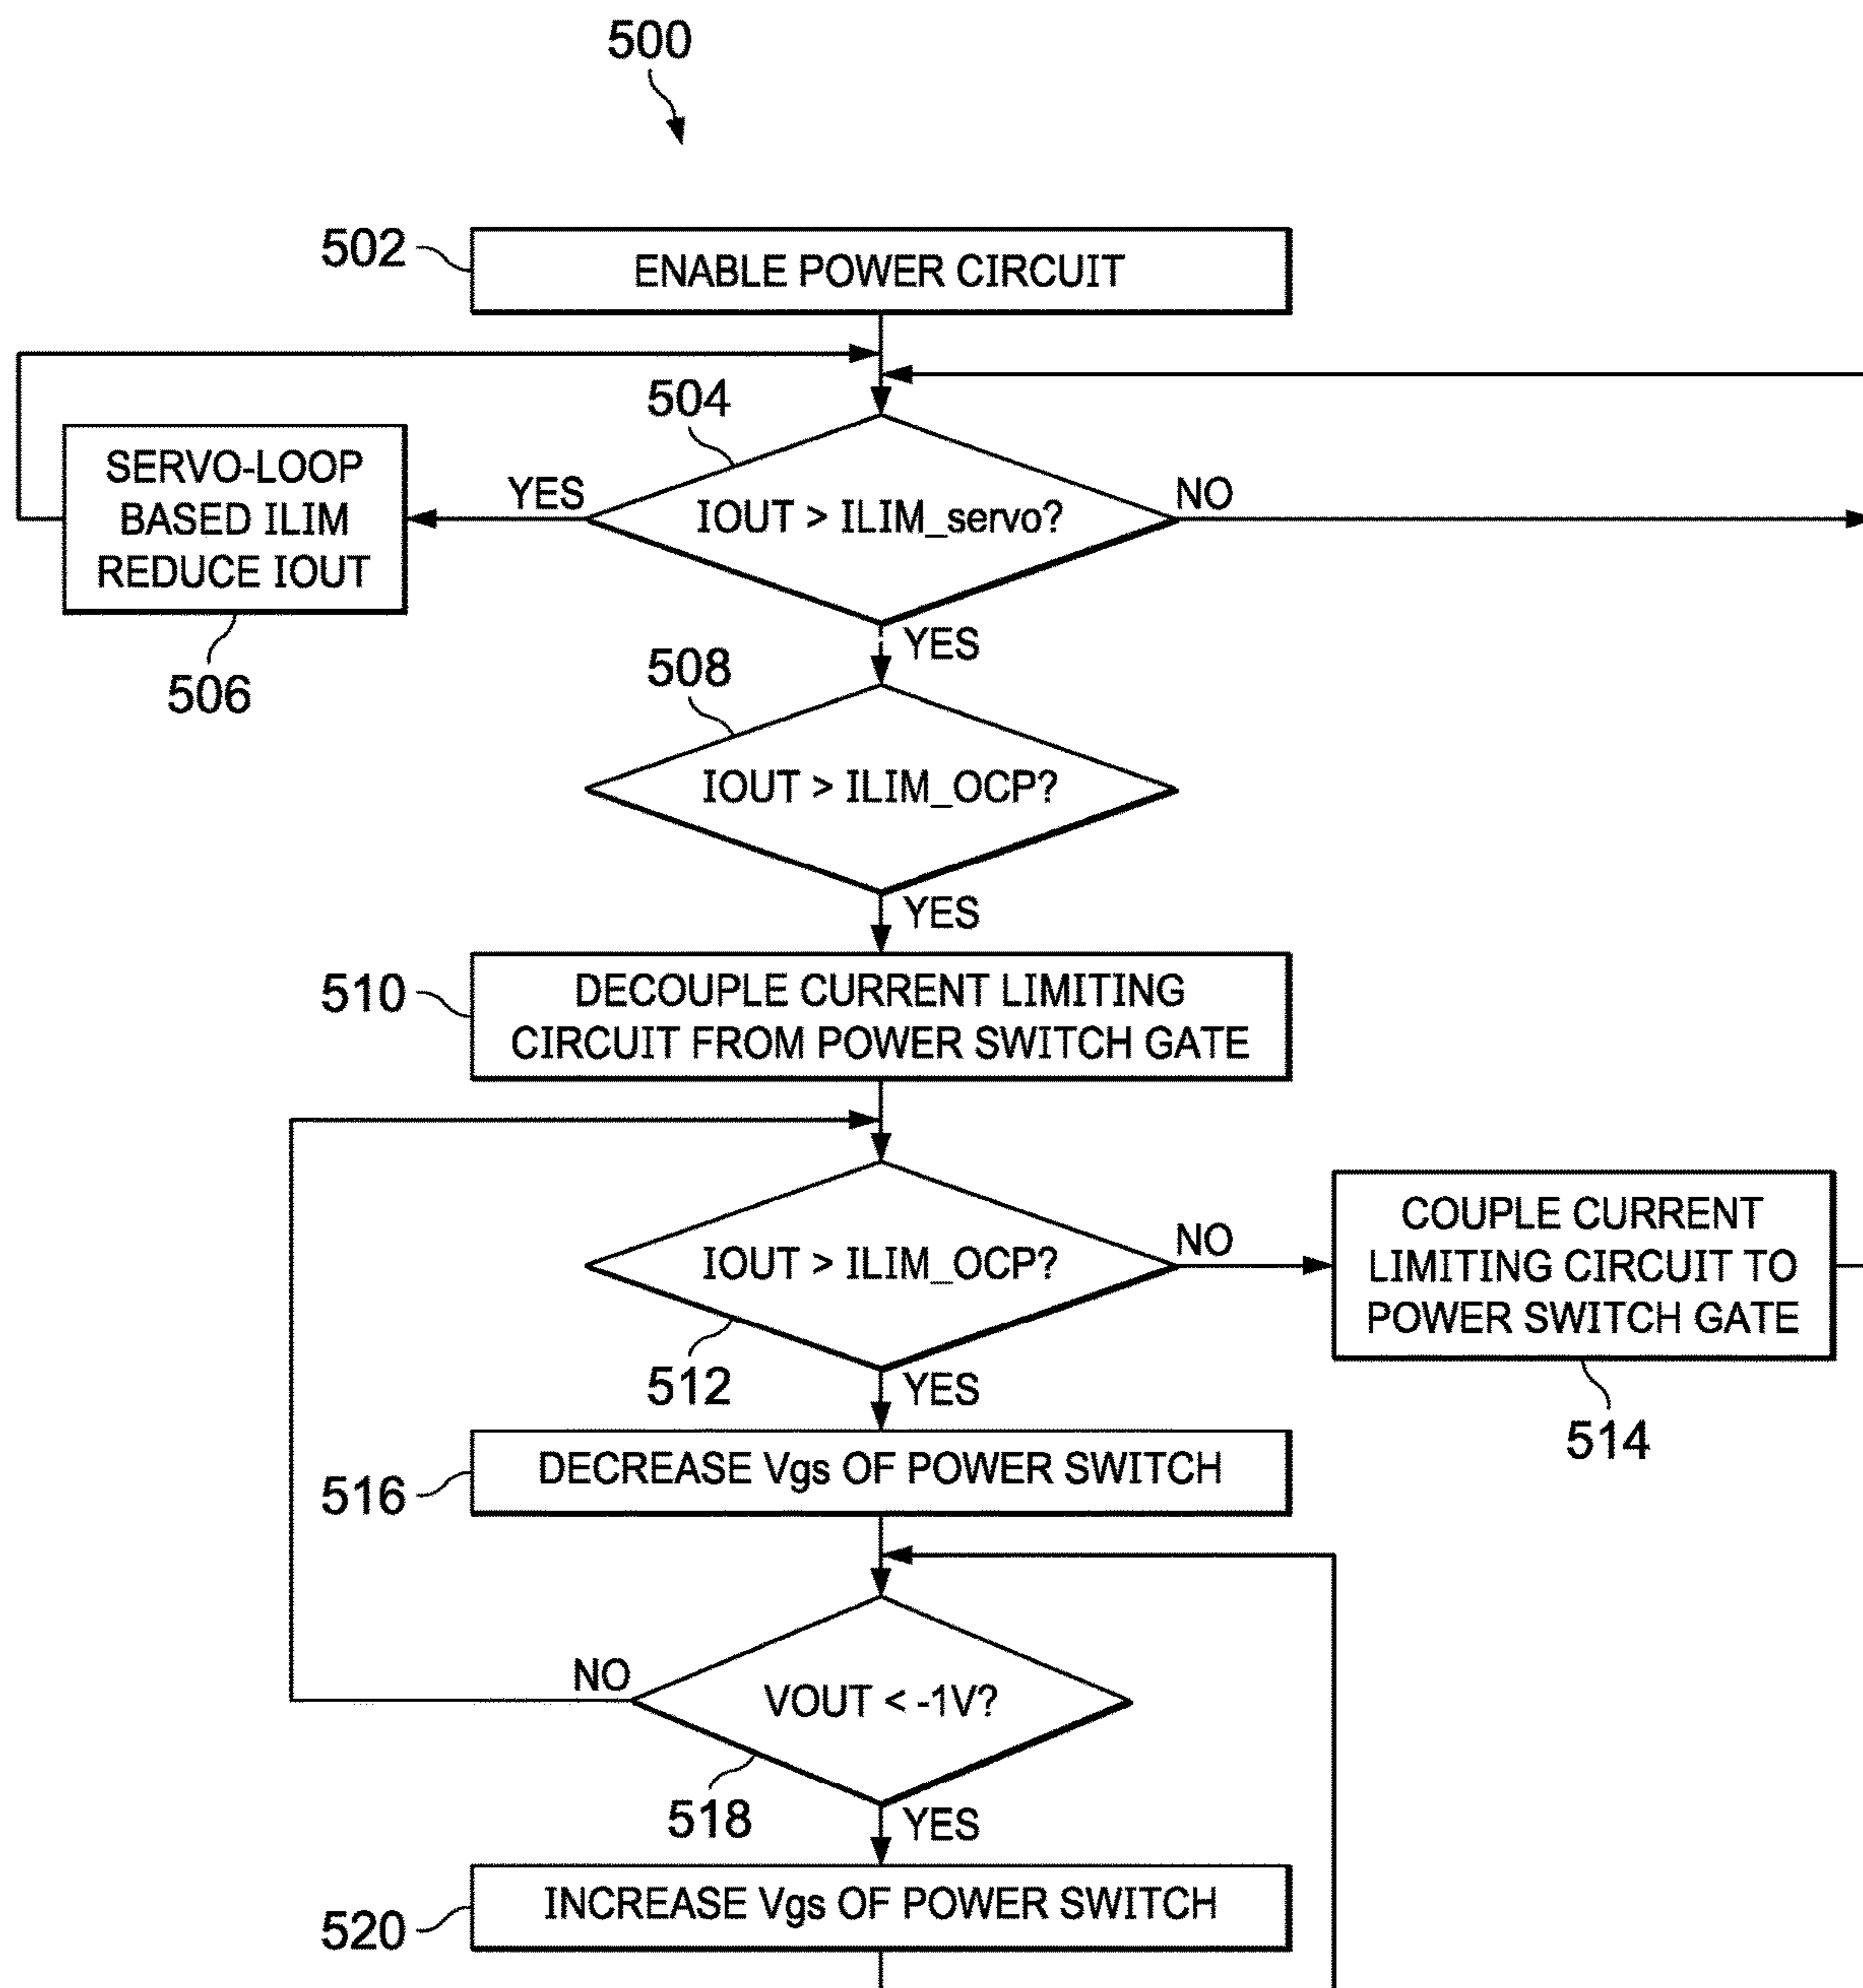 500
502
ENABLE POWER CIRCUIT
504
SERVO-LOOP
BASED ILIM
REDUCE IOUT
506
YES
IOUT > ILIM_servo?
NO
YES
508
IOUT > ILIM_OCP?
YES
510
DECOUPLE CURRENT LIMITING
CIRCUIT FROM POWER SWITCH GATE
IOUT > ILIM_OCP?
NO
COUPLE CURRENT
LIMITING CIRCUIT TO
POWER SWITCH GATE
512
YES
514
516
DECREASE Vgs OF POWER SWITCH
NO
VOUT < -1V?
518
YES
520
INCREASE Vgs OF POWER SWITCH